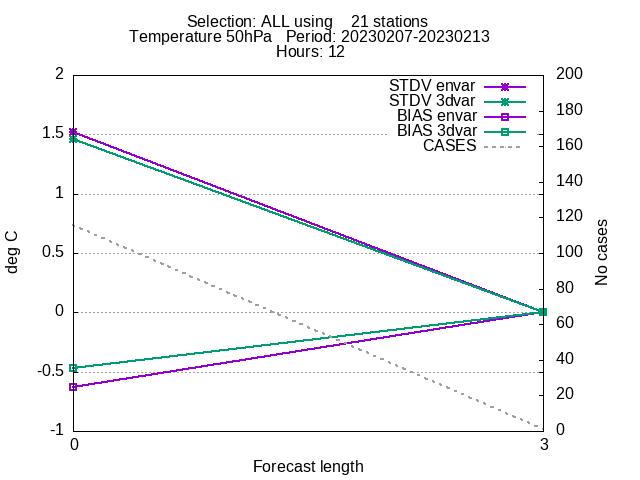 Selection: ALL using    21 stations
Temperature 50hPa   Period: 20230207-20230213
Hours: 12
2
1.5
1
0.5
0
-0.5
-1
deg C
200
180
160
140
120
100
80
60
40
20
0
No cases
STDV envar
STDV 3dvar
BIAS envar
BIAS 3dvar
CASES
0 3
Forecast length